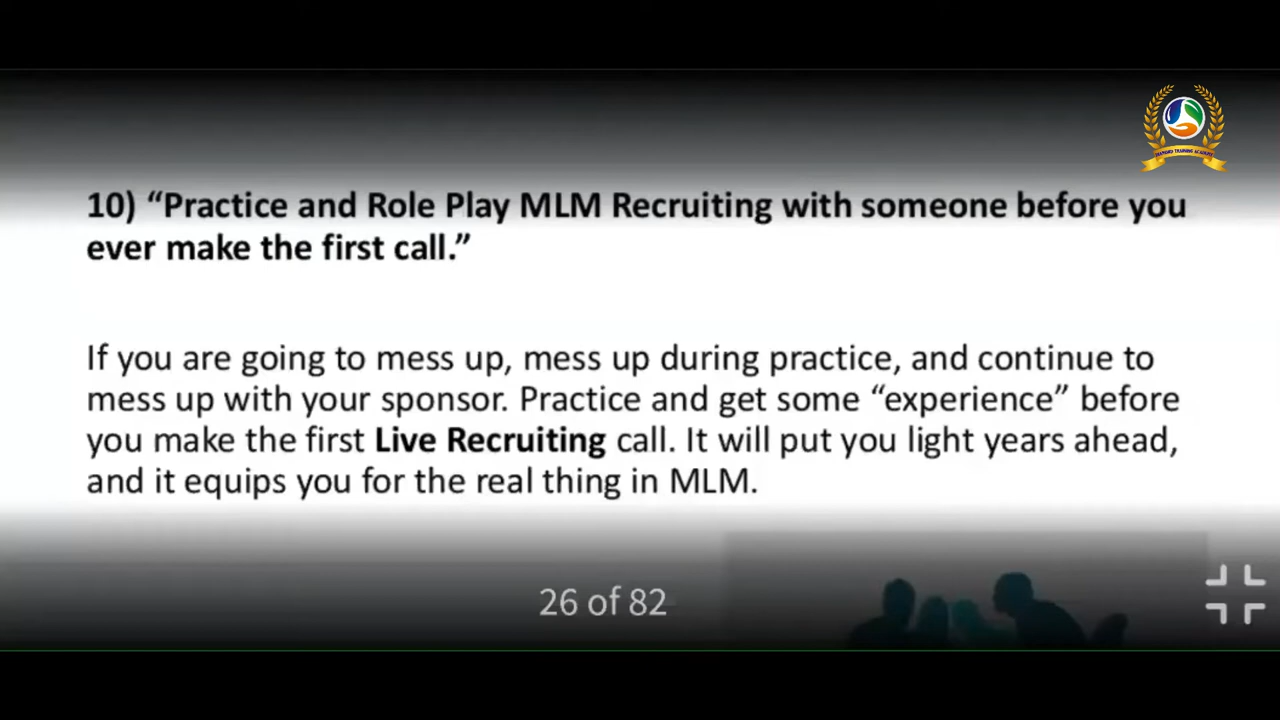 10) “Practice and Role Play MLM Recruiting with someone before you
ever make the first call.”
If you are going to mess up, mess up during practice, and continue to
mess up with your sponsor. Practice and get some “experience” before
you make the first Live Recruiting call. It will put you light years ahead,
and it equips you for the real thing in MLM.
26 of 82